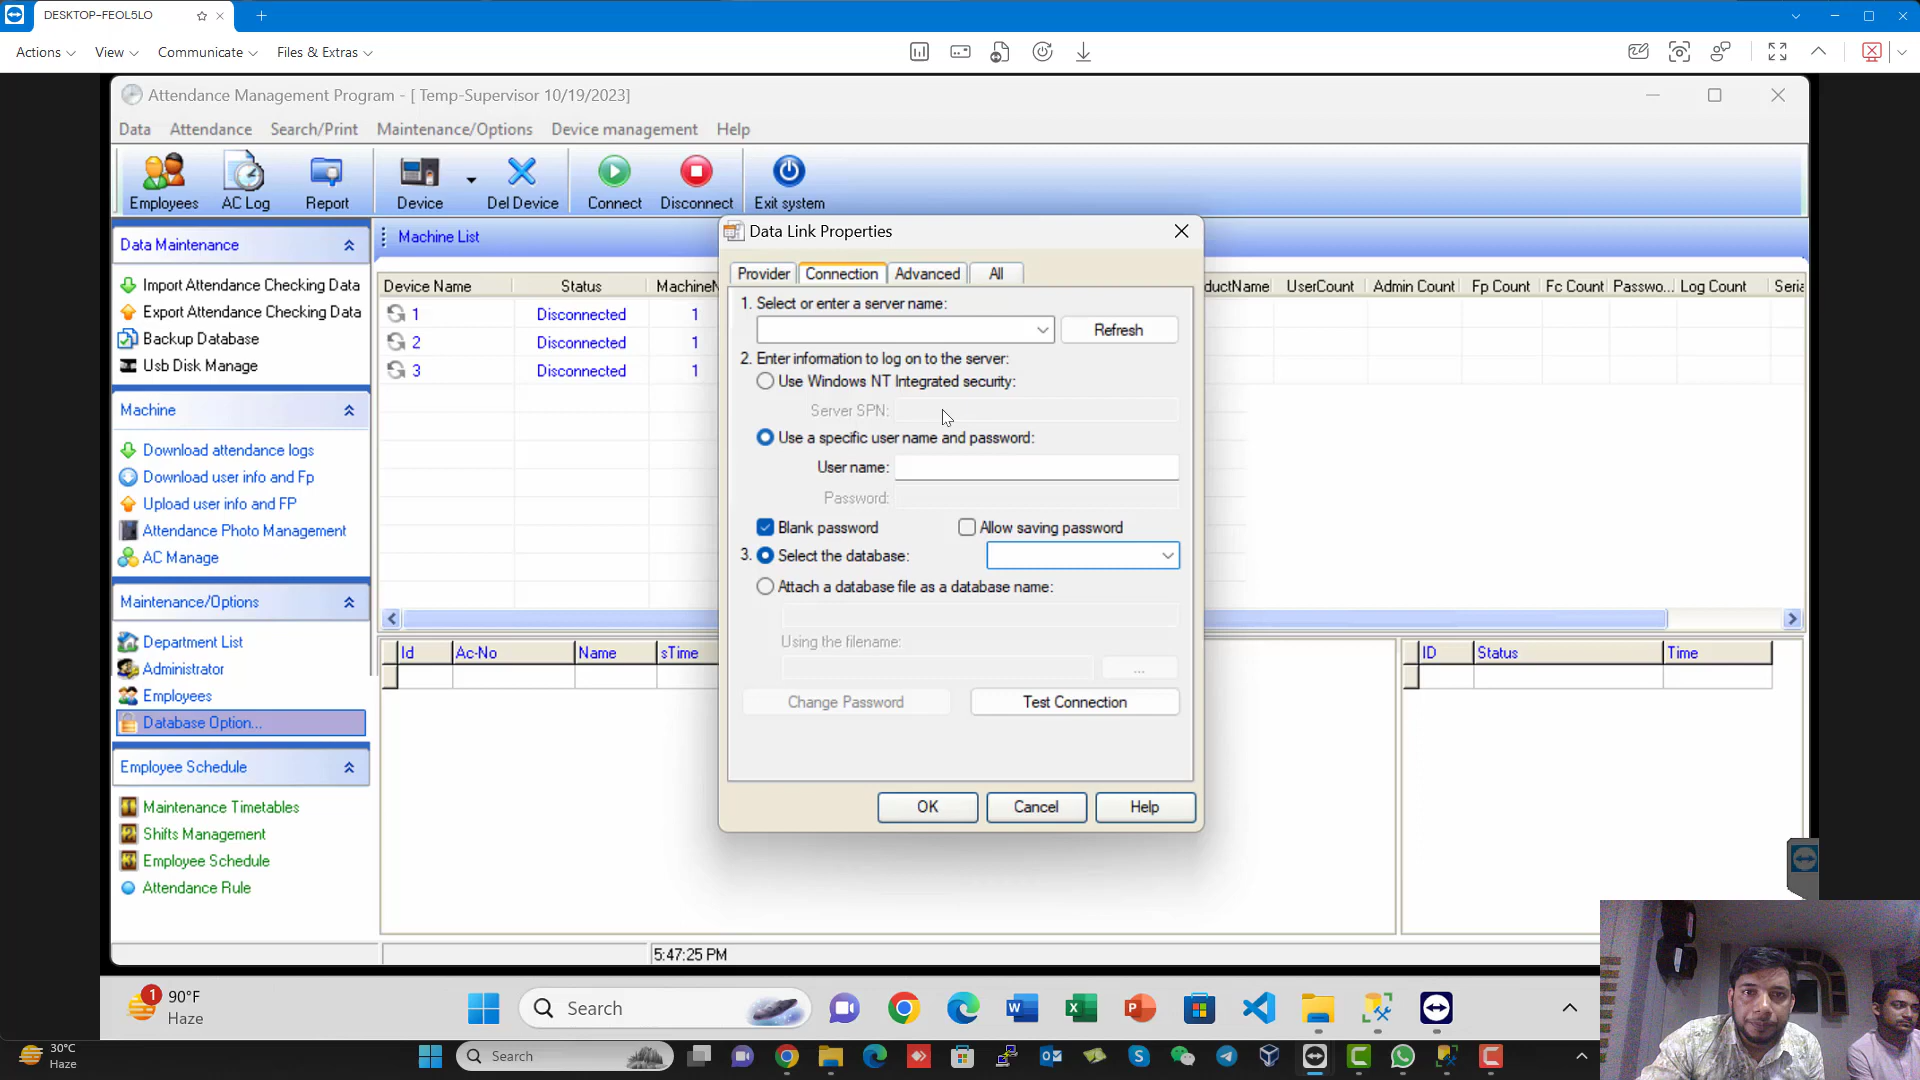 DESKTOP-FEOL5LO
Actions View Communicate Files & Extras
Attendance Management Program - [ Temp-Supervisor 10/19/2023]
Data Attendance Search/Print Maintenance/Options Device management Help
Employees AC Log Report Device Del Device Connect Disconnect Exit system
Data Maintenance
Import Attendance Checking Data
Export Attendance Checking Data
Backup Database
Usb Disk Manage
Machine
Download attendance logs
Download user info and Fp
Upload user info and FP
Attendance Photo Management
AC Manage
Maintenance/Options
Department List
Administrator
Employees
Database Option...
Employee Schedule
Maintenance Timetables
Shifts Management
Employee Schedule
Attendance Rule
Machine List
Device Name Status MachineN
1 Disconnected 1
2 Disconnected 1
3 Disconnected 1
ductName UserCount Admin Count Fp Count Fc Count Passwo... Log Count Seria
Data Link Properties
Provider Connection Advanced All
1. Select or enter a server name:
Refresh
2. Enter information to log on to the server:
Use Windows NT Integrated security:
Server SPN:
Use a specific user name and password:
User name:
Password:
Blank password Allow saving password
3. Select the database:
Attach a database file as a database name:
Using the filename:
...
Change Password Test Connection
OK Cancel Help
Id Ac-No Name sTime
ID Status Time
5:47:25 PM
1
90°F
Haze
Search
30°C
Haze
Search